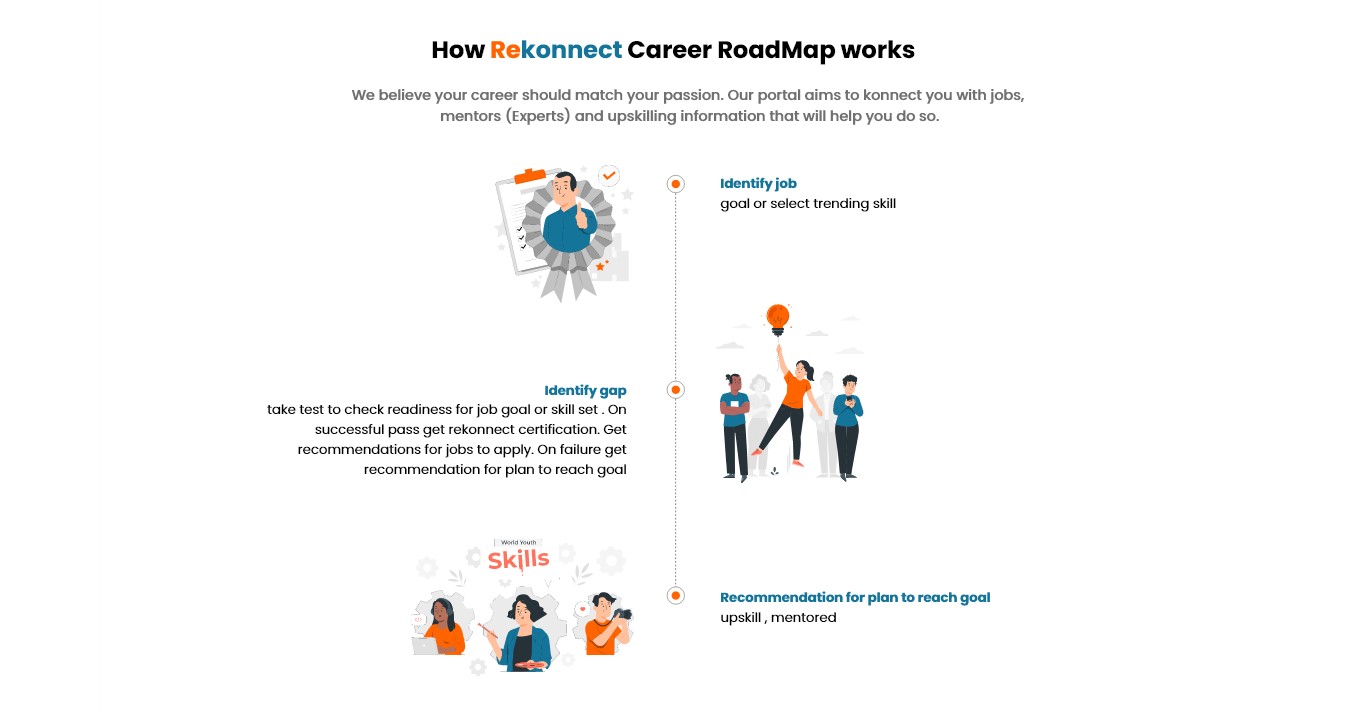 How Rekonnect Career RoadMap works
We believe your career should match your passion. Our portal aims to konnect you with jobs,
mentors (Experts) and upskilling information that will help you do so.
Identify job
goal or select trending skill
Identify gap
take test to check readiness for job goal or skill set . On
successful pass get rekonnect certification. Get
recommendations for jobs to apply. On failure get
recommendation for plan to reach goal
World Youth
Skills
Recommendation for plan to reach goal
upskill , mentored